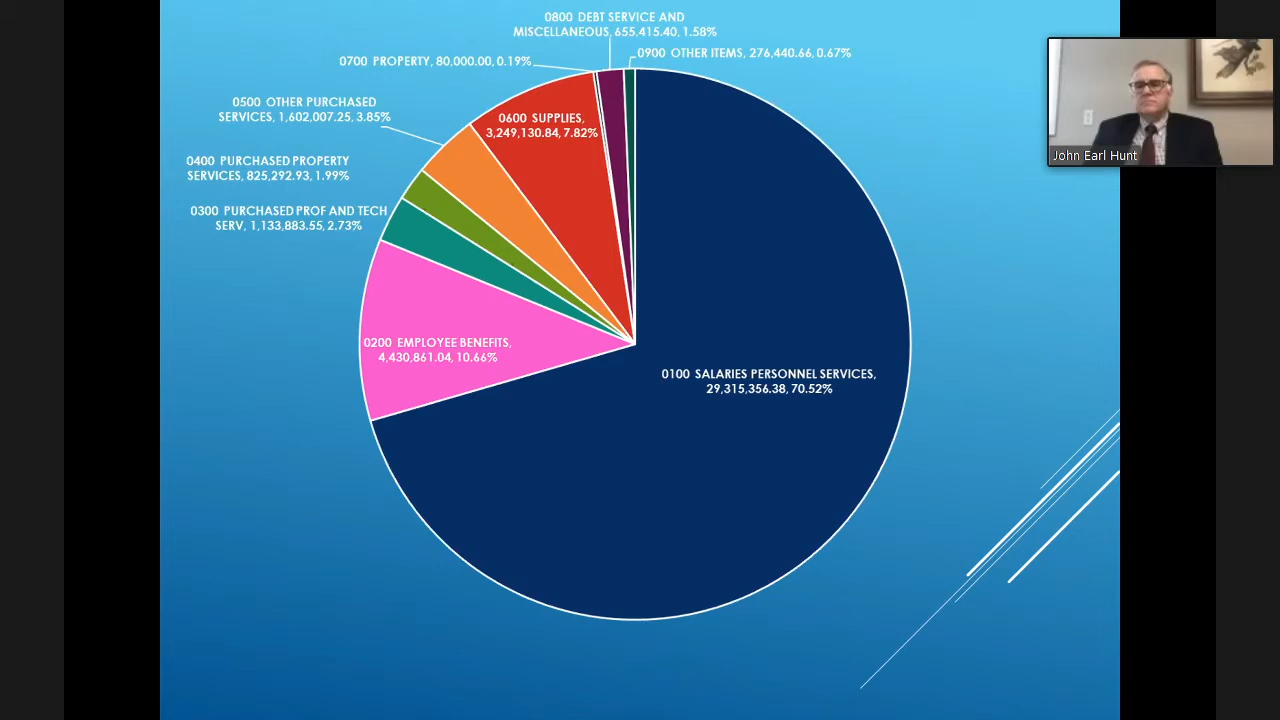 0800 DEBT SERVICE AND
MISCELLANEOUS, 655,415.40, 1.58%
0900 OTHER ITEMS, 276,440.66, 0.67%
0700 PROPERTY, 80,000.00, 0.19%
0500 OTHER PURCHASED
SERVICES, 1,602,007.25, 3.85%
0600 SUPPLIES,
3,249,130.84, 7.82%
0400 PURCHASED PROPERTY
SERVICES, 825,292.93, 1.99%
0300 PURCHASED PROF AND TECH
SERV, 1,133,883.55, 2.73%
0200 EMPLOYEE BENEFITS,
4,430,861.04, 10.66%
0100 SALARIES PERSONNEL SERVICES,
29,315,356.38, 70.52%
John Earl Hunt